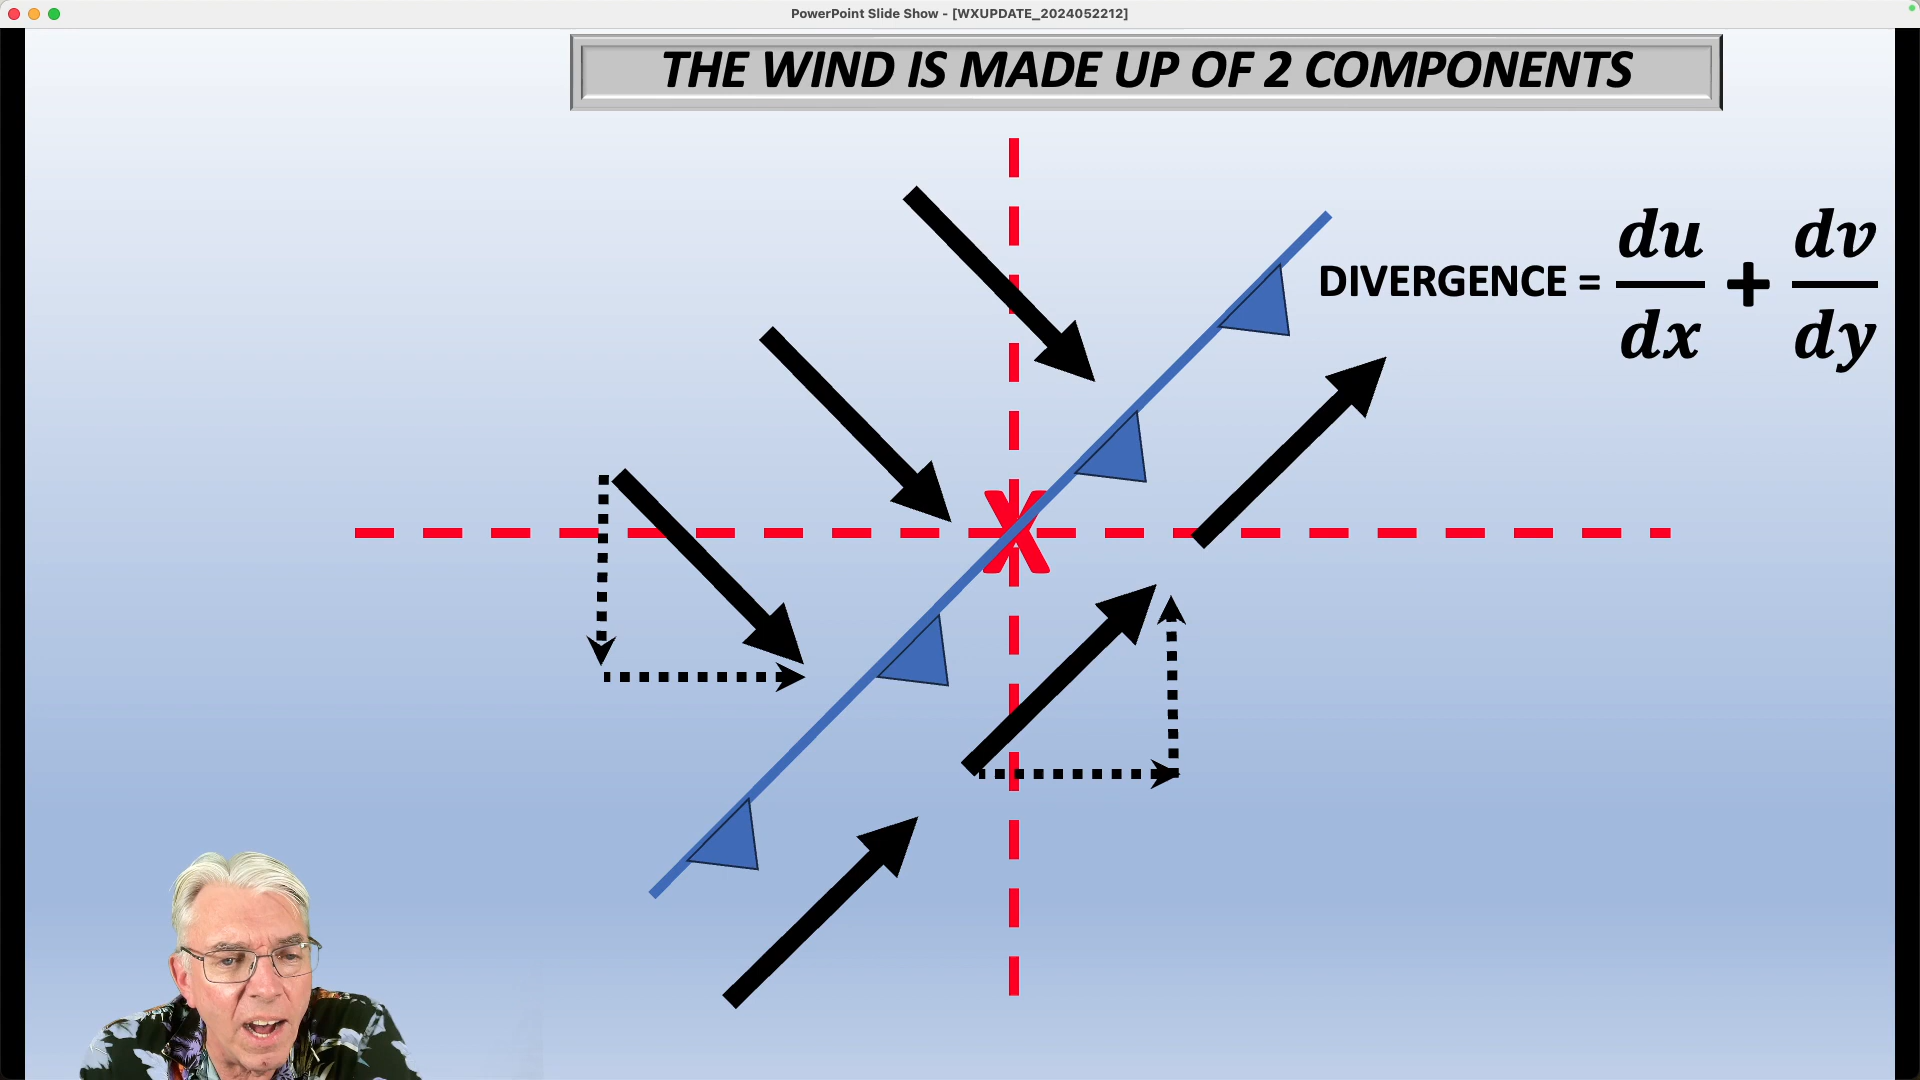 PowerPoint Slide Show - [WXUPDATE_2024052212]
THE WIND IS MADE UP OF 2 COMPONENTS
DIVERGENCE = du/dx + dv/dy
X